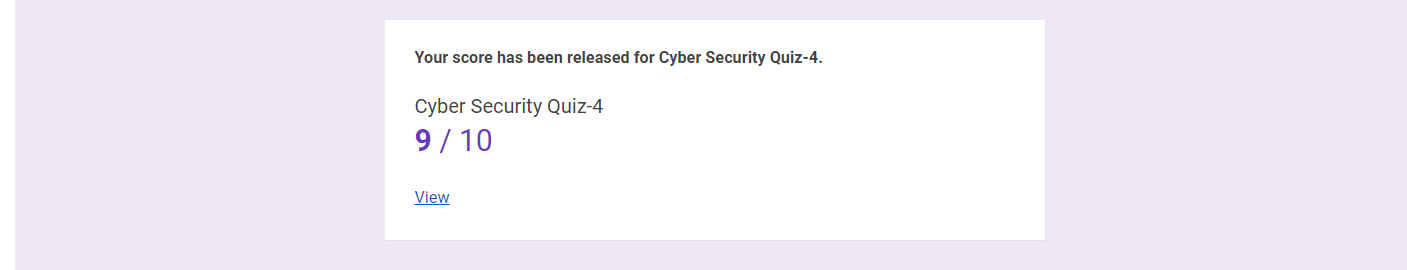 Your score has been released for Cyber Security Quiz-4.
Cyber Security Quiz-4
9 / 10
View